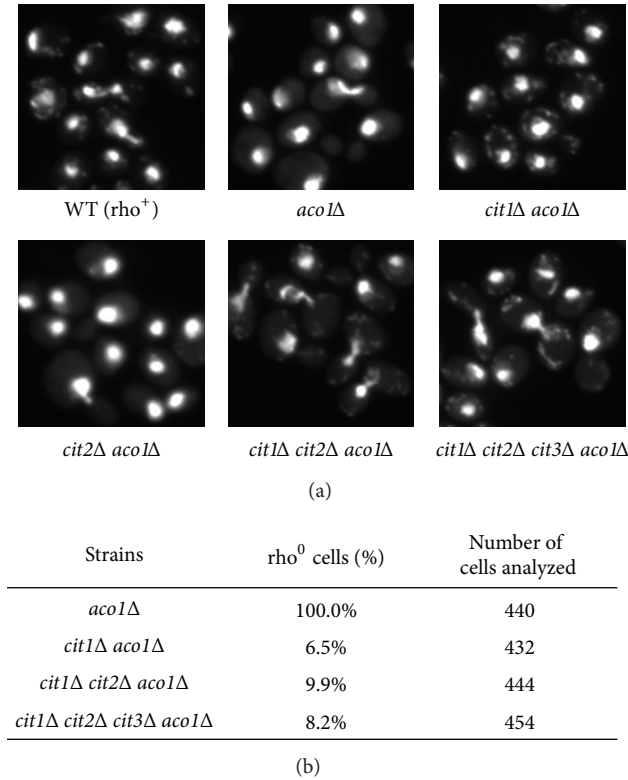 WT (rho⁺)
aco1Δ
cit1Δ aco1Δ
cit2Δ aco1Δ
cit1Δ cit2Δ aco1Δ
cit1Δ cit2Δ cit3Δ aco1Δ
(a)
Strains rho⁰ cells (%) Number of cells analyzed
aco1Δ 100.0% 440
cit1Δ aco1Δ 6.5% 432
cit1Δ cit2Δ aco1Δ 9.9% 444
cit1Δ cit2Δ cit3Δ aco1Δ 8.2% 454
(b)